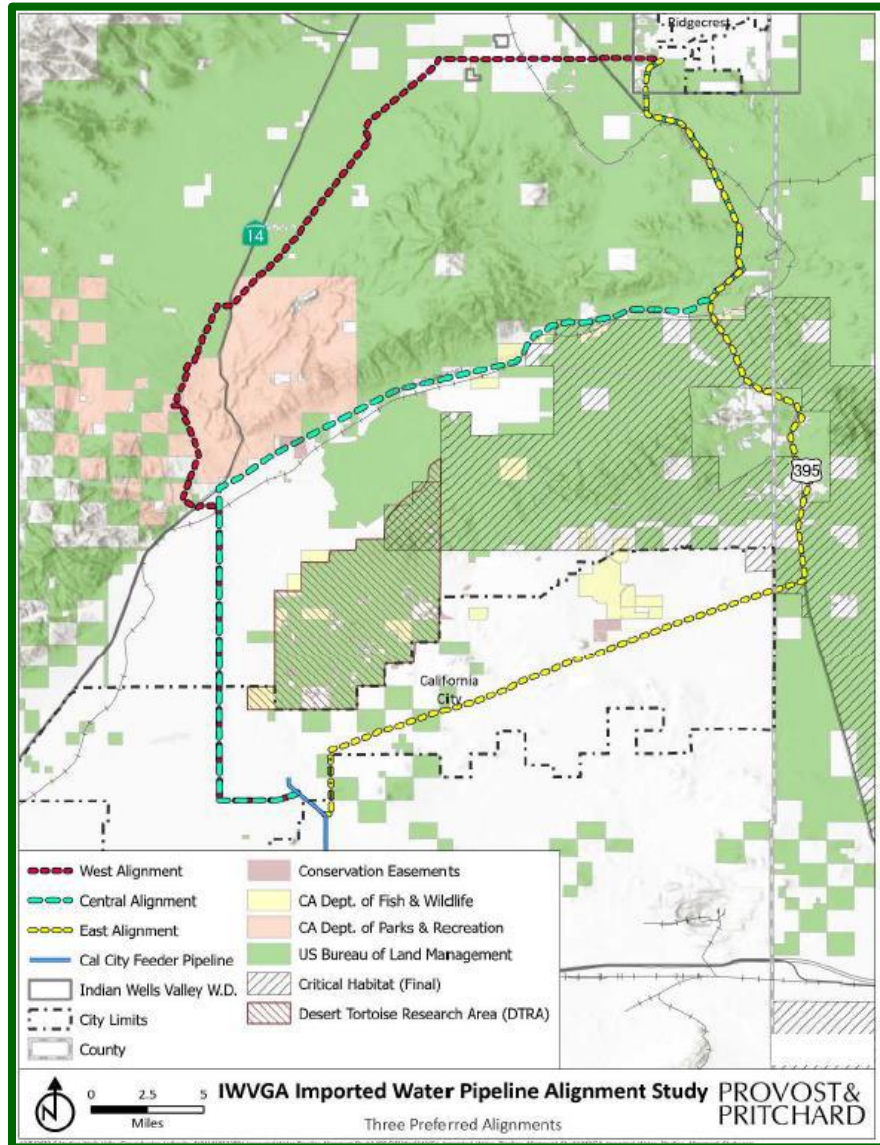 Ridgecrest
14
395
California
City
West Alignment
Central Alignment
East Alignment
Cal City Feeder Pipeline
Indian Wells Valley W.D.
City Limits
County
Conservation Easements
CA Dept. of Fish & Wildlife
CA Dept. of Parks & Recreation
US Bureau of Land Management
Critical Habitat (Final)
Desert Tortoise Research Area (DTRA)
N
0 2.5 5
Miles
IWVGA Imported Water Pipeline Alignment Study
Three Preferred Alignments
PROVOST&
PRITCHARD